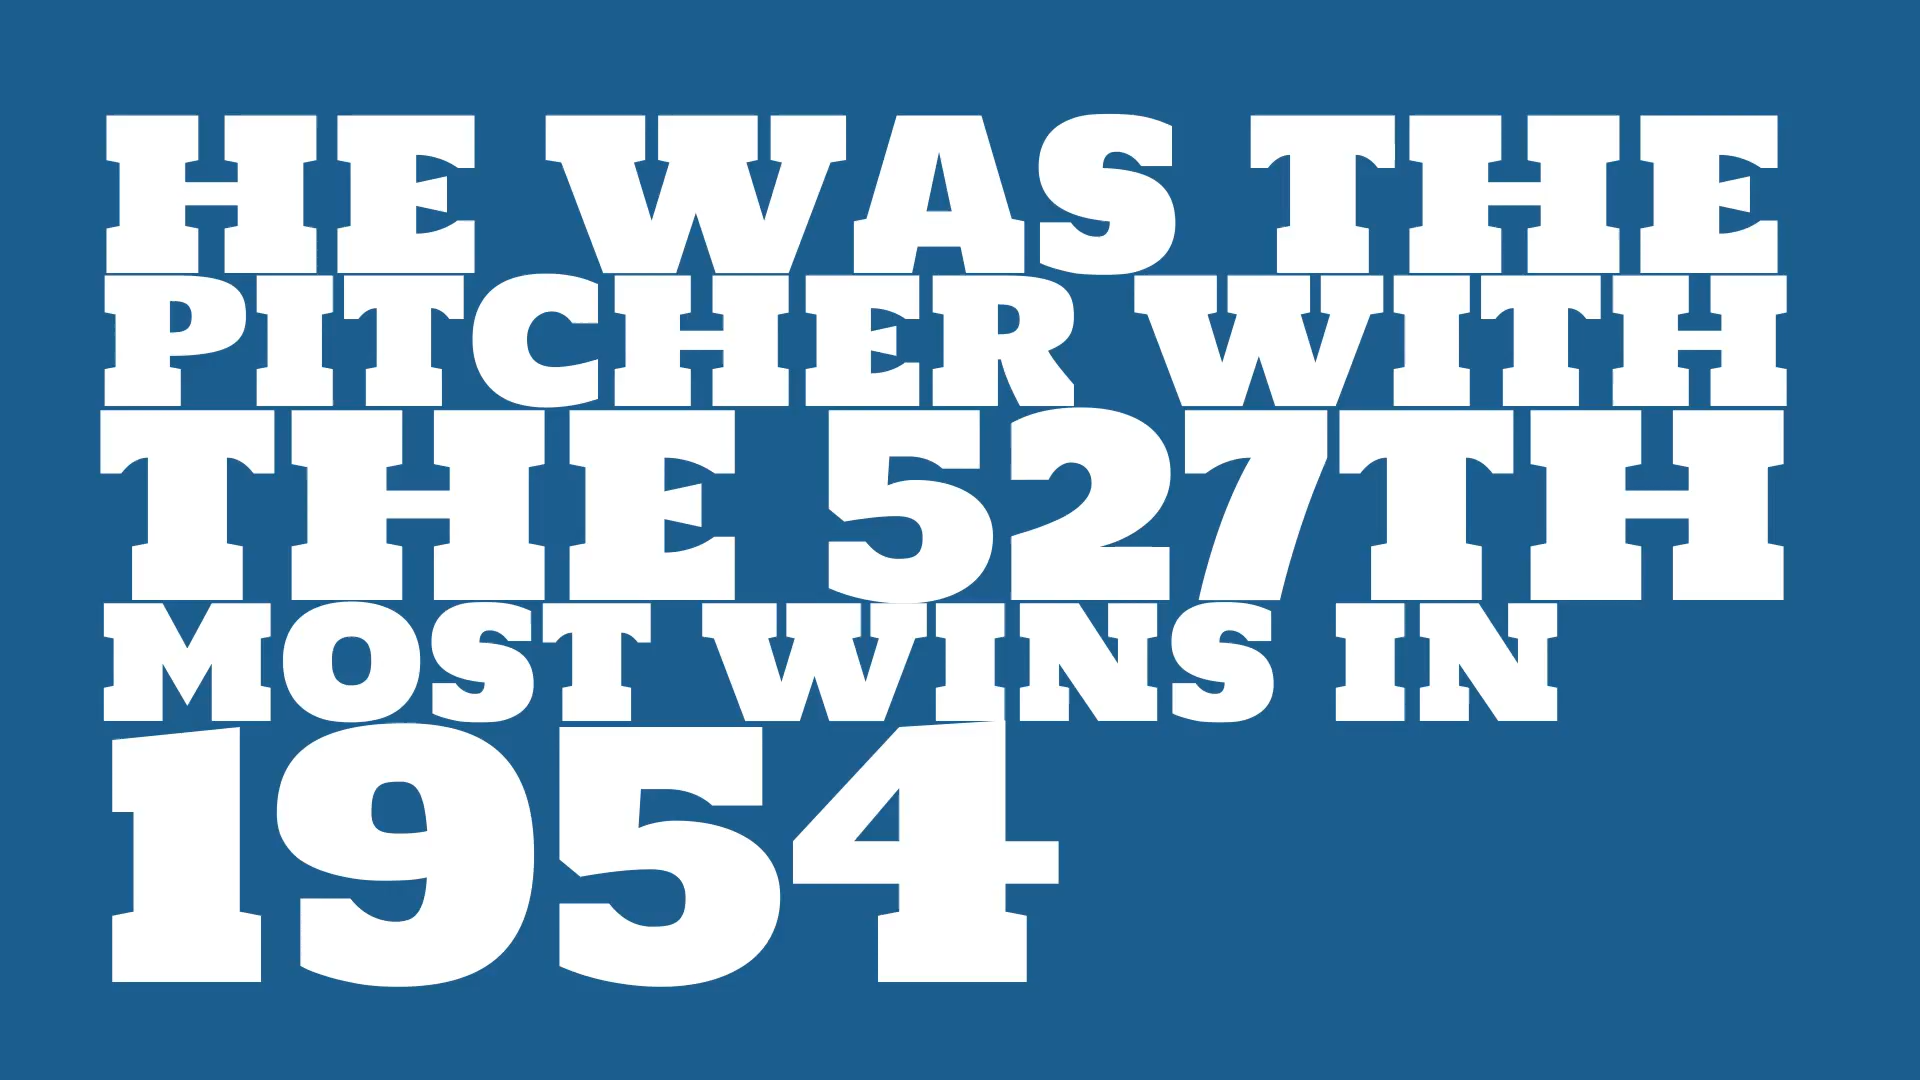 HE WAS THE
PITCHER WITH
THE 527TH
MOST WINS IN
1954